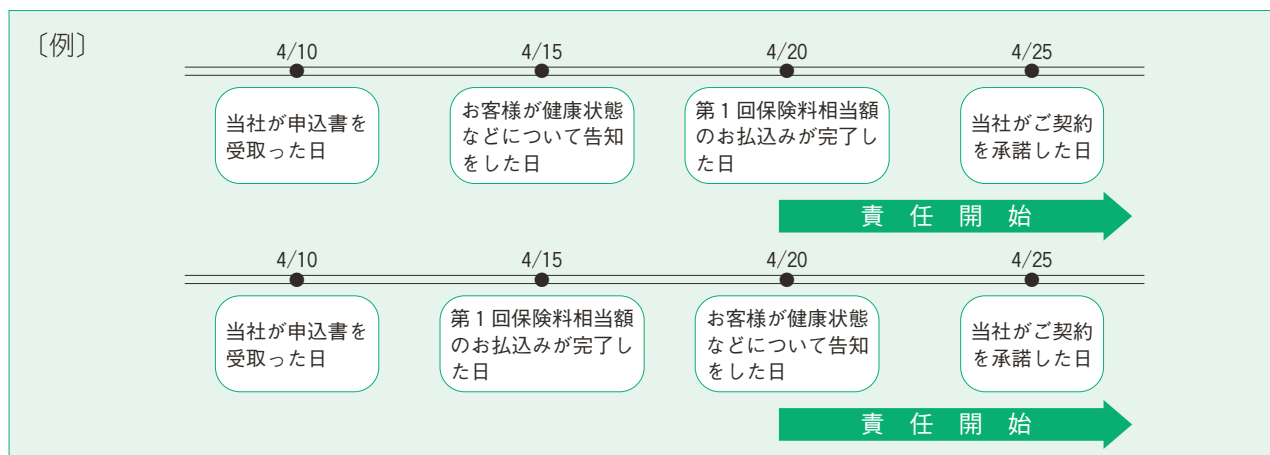 〔例〕
4/10 4/15 4/20 4/25
当社が申込書を
受取った日
お客様が健康状態
などについて告知
をした日
第1回保険料相当額
のお払込みが完了し
た日
当社がご契約
を承諾した日
責任開始
4/10 4/15 4/20 4/25
当社が申込書を
受取った日
第1回保険料相当額
のお払込みが完了し
た日
お客様が健康状態
などについて告知
をした日
当社がご契約
を承諾した日
責任開始